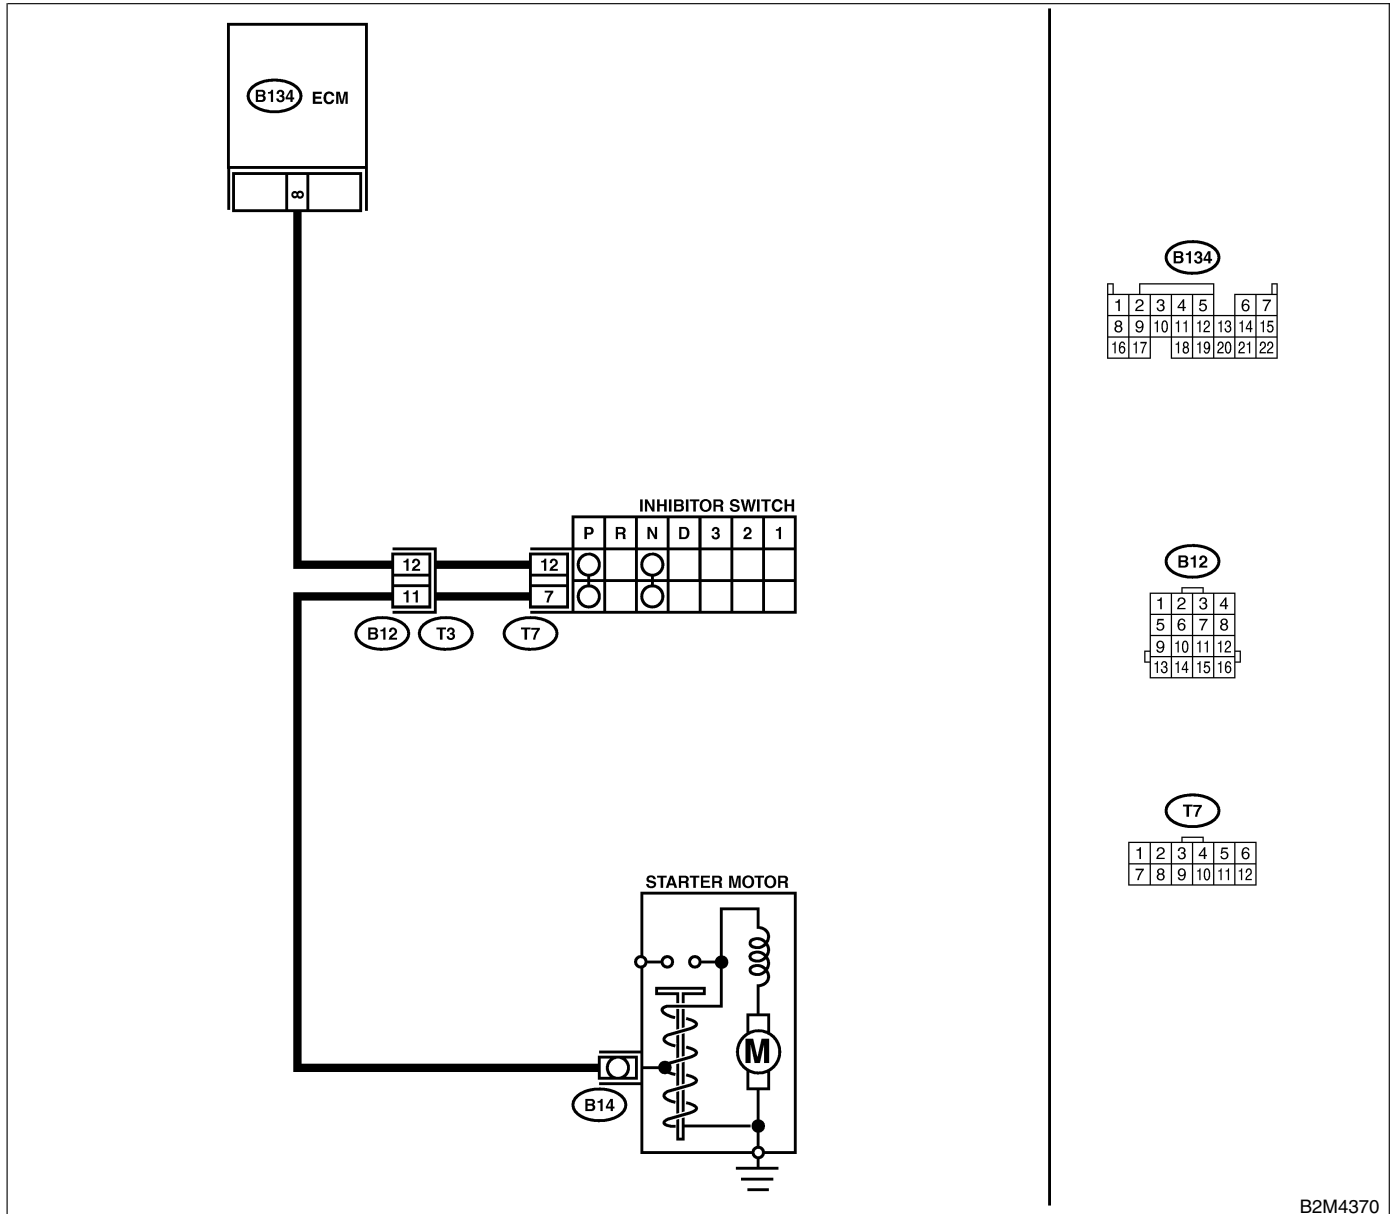 B134 ECM
8
B134
1 2 3 4 5 6 7
8 9 10 11 12 13 14 15
16 17 18 19 20 21 22
INHIBITOR SWITCH
P R N D 3 2 1
12 12
11 7
B12 T3 T7
B12
1 2 3 4
5 6 7 8
9 10 11 12
13 14 15 16
T7
1 2 3 4 5 6
7 8 9 10 11 12
STARTER MOTOR
M
B14
B2M4370